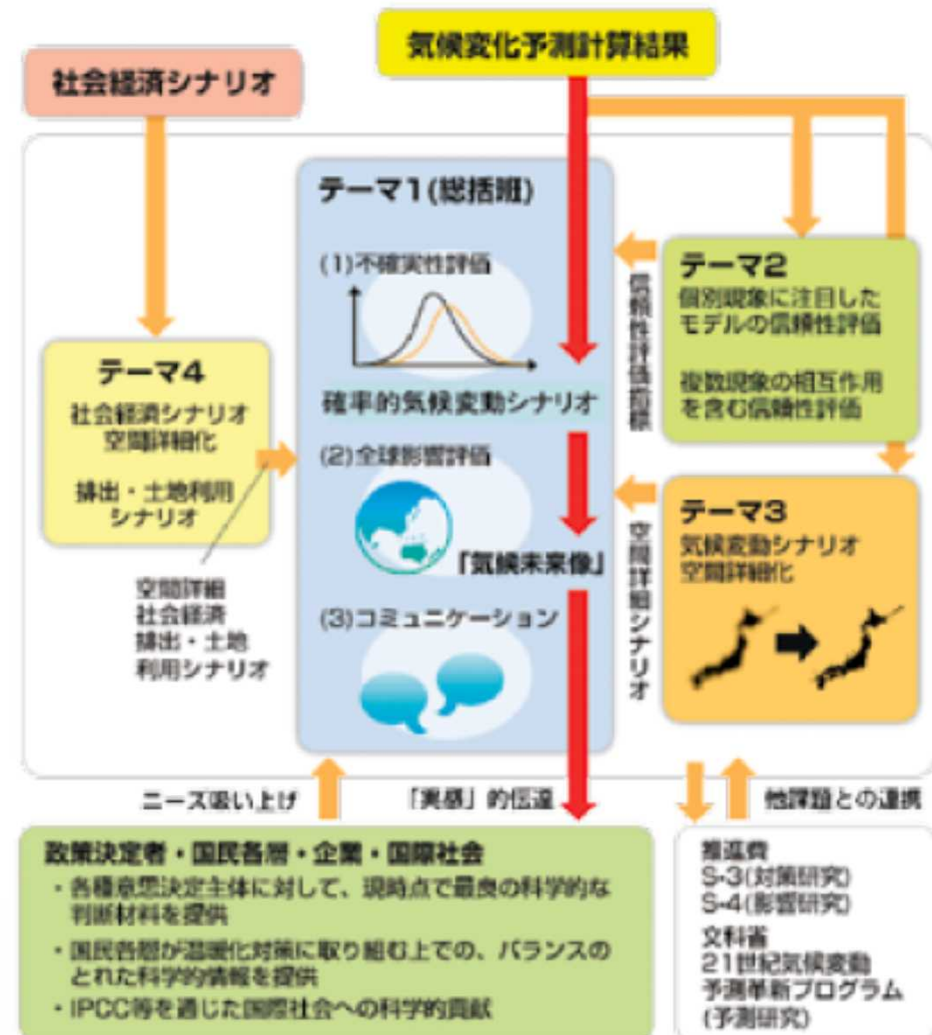 気候変化予測計算結果
社会経済シナリオ
テーマ1(総括班)
(1)不確実性評価
確率的気候変動シナリオ
(2)全球影響評価
「気候未来像」
(3)コミュニケーション
信頼性評価指標
テーマ2
個別現象に注目した
モデルの信頼性評価
複数現象の相互作用
を含む信頼性評価
テーマ4
社会経済シナリオ
空間詳細化
排出・土地利用
シナリオ
空間詳細
社会経済
排出・土地
利用シナリオ
空間詳細シナリオ
テーマ3
気候変動シナリオ
空間詳細化
ニーズ吸い上げ
「実感」的伝達
他課題との連携
政策決定者・国民各層・企業・国際社会
・各種意思決定主体に対して、現時点で最良の科学的な
判断材料を提供
・国民各層が温暖化対策に取り組む上での、バランスの
とれた科学的情報を提供
・IPCC等を通じた国際社会への科学的貢献
推進費
S-3(対策研究)
S-4(影響研究)
文科省
21世紀気候変動
予測革新プログラム
(予測研究)